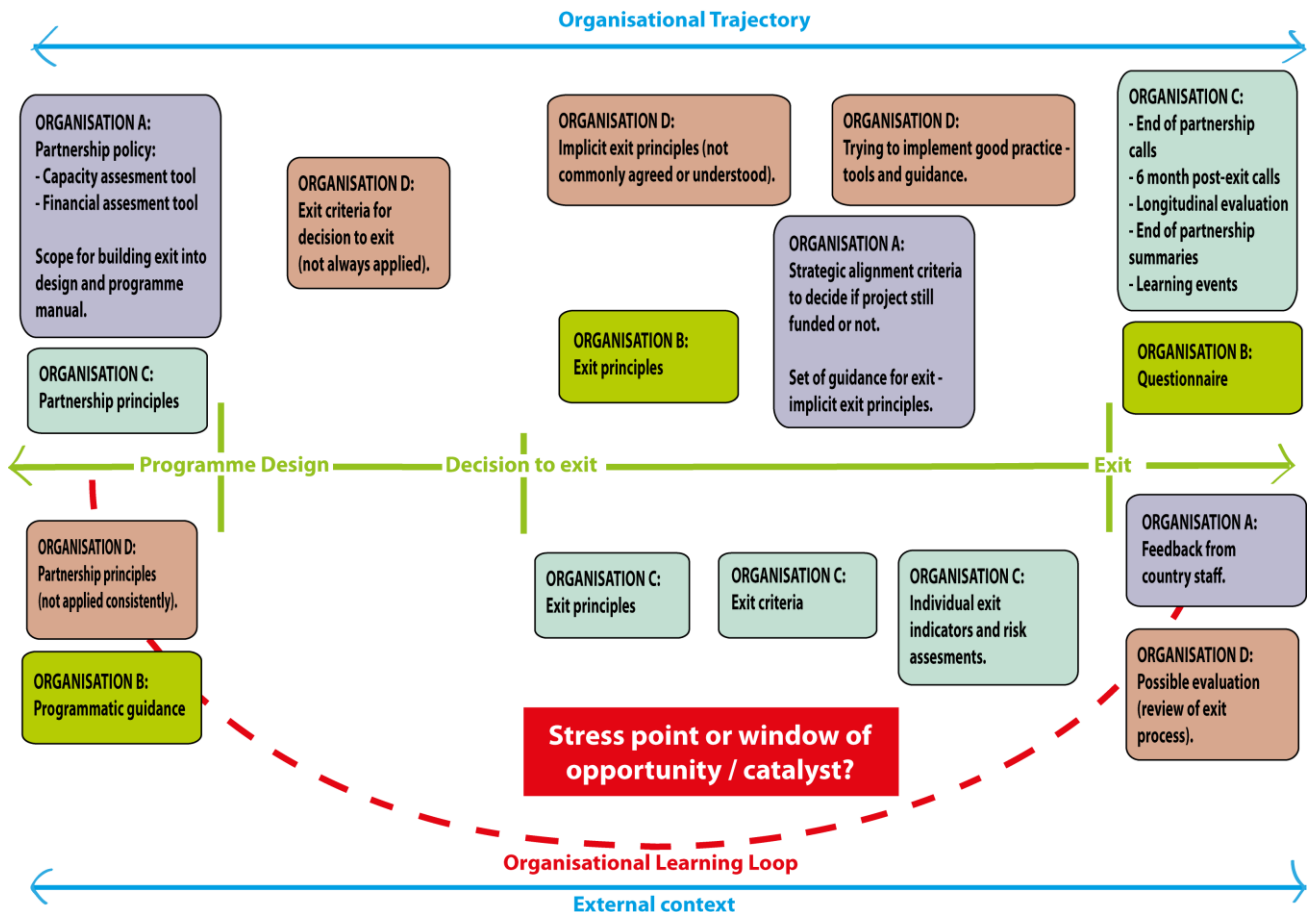 Organisational Trajectory
ORGANISATION A:
Partnership policy:
- Capacity assesment tool
- Financial assesment tool
Scope for building exit into
design and programme
manual.
ORGANISATION D:
Exit criteria for
decision to exit
(not always applied).
ORGANISATION D:
Implicit exit principles (not
commonly agreed or understood).
ORGANISATION D:
Trying to implement good practice -
tools and guidance.
ORGANISATION C:
- End of partnership
calls
- 6 month post-exit calls
- Longitudinal evaluation
- End of partnership
summaries
- Learning events
ORGANISATION A:
Strategic alignment criteria
to decide if project still
funded or not.
Set of guidance for exit -
implicit exit principles.
ORGANISATION B:
Exit principles
ORGANISATION B:
Questionnaire
ORGANISATION C:
Partnership principles
Programme Design
Decision to exit
Exit
ORGANISATION D:
Partnership principles
(not applied consistently).
ORGANISATION B:
Programmatic guidance
ORGANISATION C:
Exit principles
ORGANISATION C:
Exit criteria
ORGANISATION C:
Individual exit
indicators and risk
assesments.
ORGANISATION A:
Feedback from
country staff.
ORGANISATION D:
Possible evaluation
(review of exit
process).
Stress point or window of
opportunity / catalyst?
Organisational Learning Loop
External context